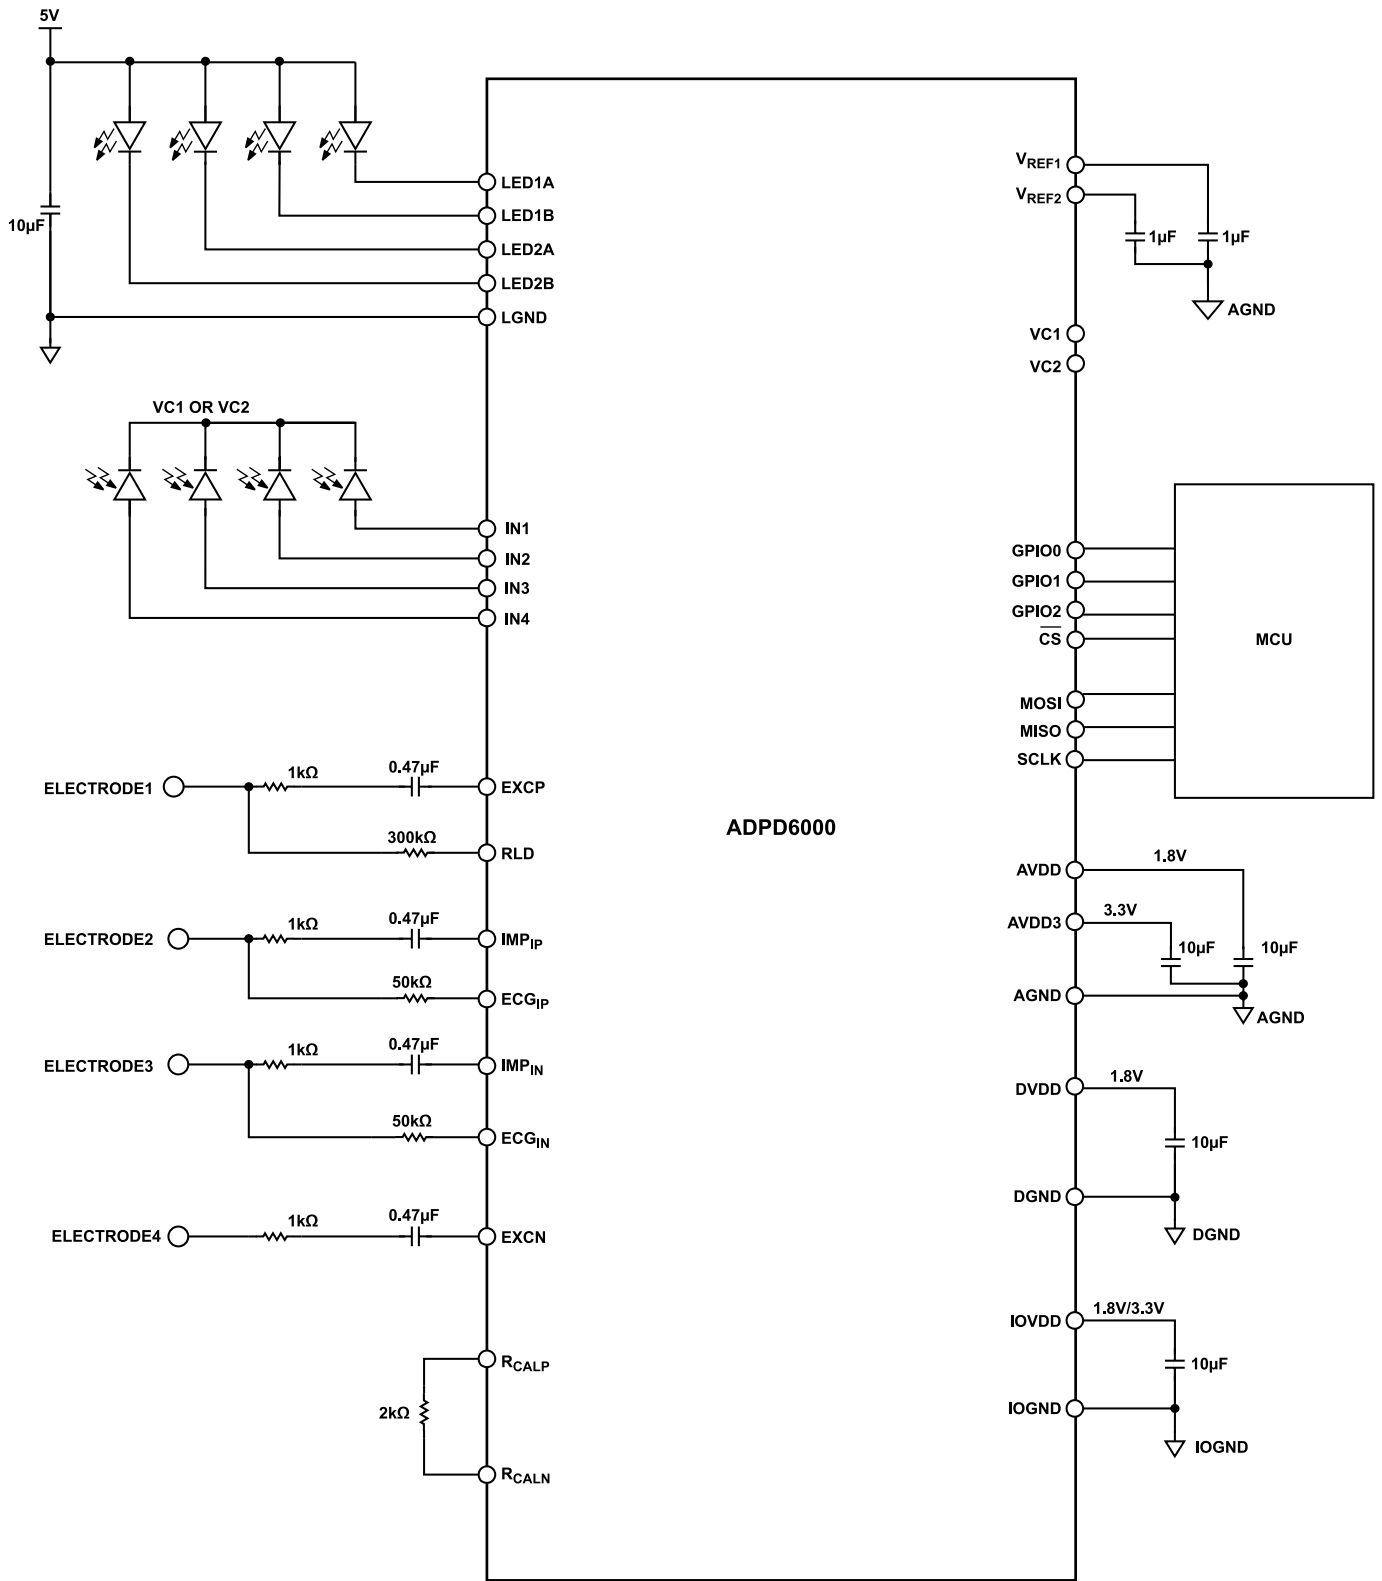 5V
10µF
LED1A
LED1B
LED2A
LED2B
LGND
VC1 OR VC2
IN1
IN2
IN3
IN4
ELECTRODE1
1kΩ
0.47µF
EXCP
300kΩ
RLD
ELECTRODE2
1kΩ
0.47µF
IMPIP
50kΩ
ECGIP
ELECTRODE3
1kΩ
0.47µF
IMPIN
50kΩ
ECGIN
ELECTRODE4
1kΩ
0.47µF
EXCN
RCALP
2kΩ
RCALN
ADPD6000
VREF1
VREF2
1µF
1µF
AGND
VC1
VC2
GPIO0
GPIO1
GPIO2
CS
MOSI
MISO
SCLK
MCU
AVDD
1.8V
AVDD3
3.3V
10µF
10µF
AGND
AGND
DVDD
1.8V
10µF
DGND
DGND
IOVDD
1.8V/3.3V
10µF
IOGND
IOGND